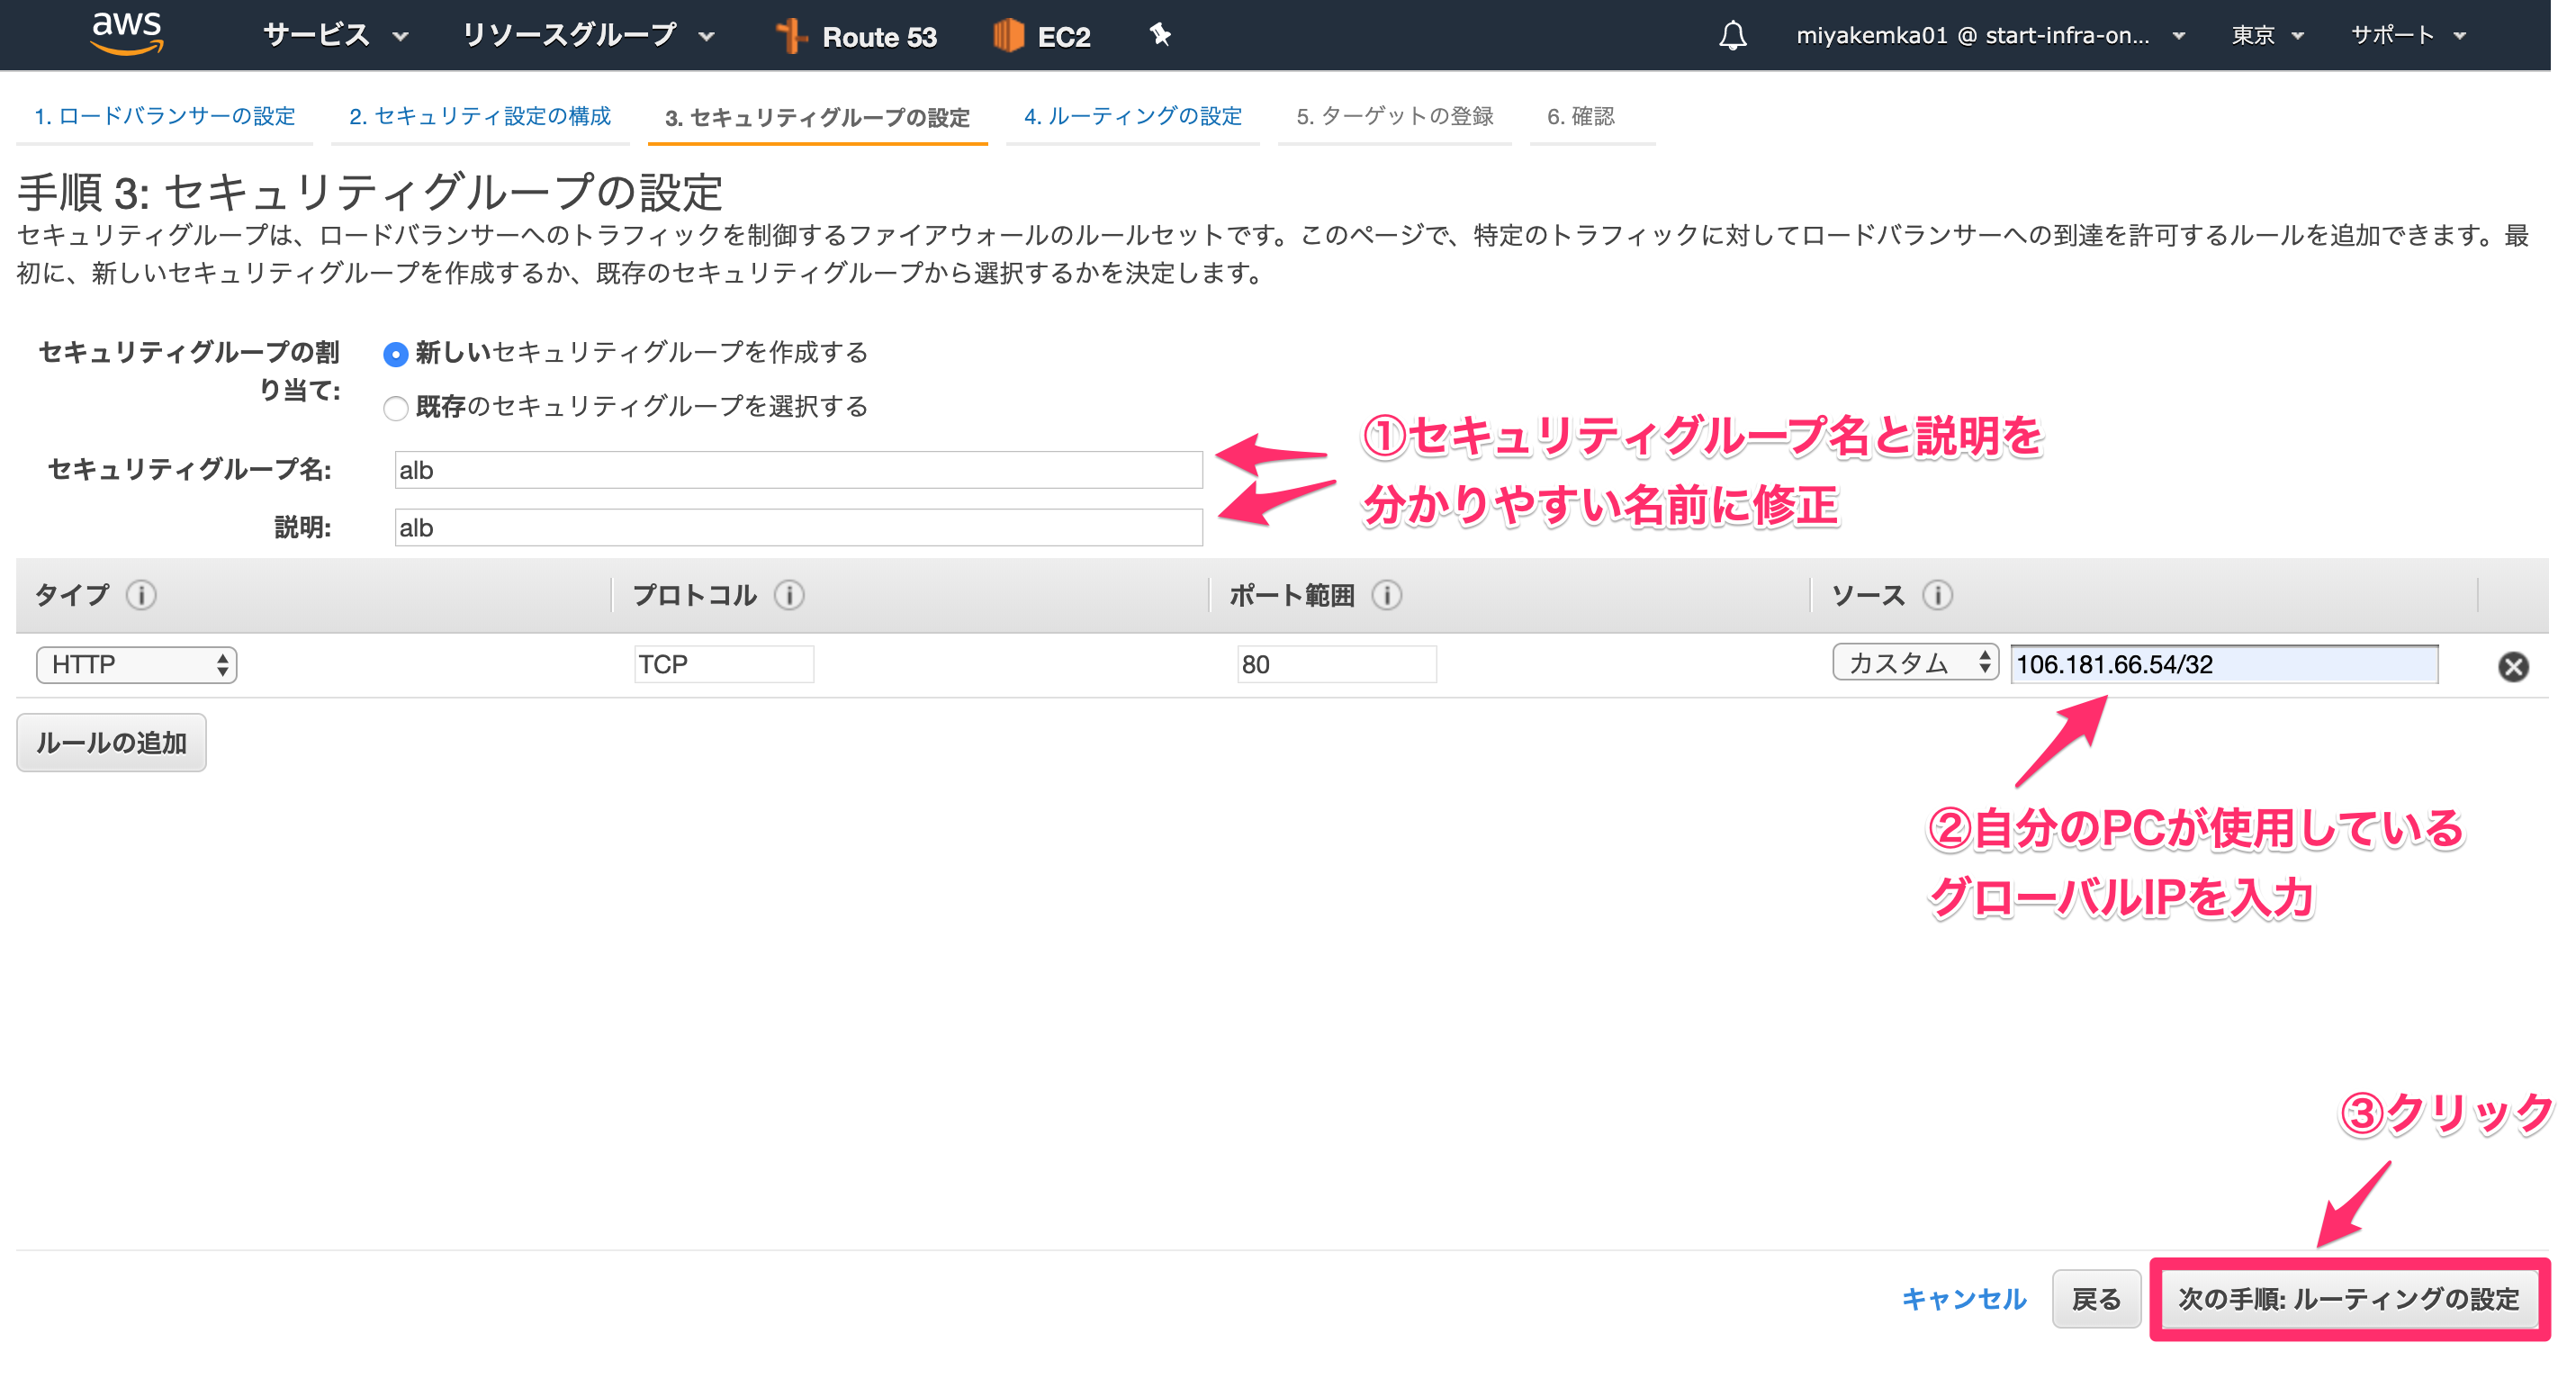 aws サービス リソースグループ Route 53 EC2 miyakemka01 @ start-infra-on... 東京 サポート
1. ロードバランサーの設定 2. セキュリティ設定の構成 3. セキュリティグループの設定 4. ルーティングの設定 5. ターゲットの登録 6. 確認
手順 3: セキュリティグループの設定
セキュリティグループは、ロードバランサーへのトラフィックを制御するファイアウォールのルールセットです。このページで、特定のトラフィックに対してロードバランサーへの到達を許可するルールを追加できます。最
初に、新しいセキュリティグループを作成するか、既存のセキュリティグループから選択するかを決定します。
セキュリティグループの割
り当て:
新しいセキュリティグループを作成する
既存のセキュリティグループを選択する
セキュリティグループ名: alb
説明: alb
①セキュリティグループ名と説明を
分かりやすい名前に修正
タイプ プロトコル ポート範囲 ソース
HTTP TCP 80 カスタム 106.181.66.54/32
ルールの追加
②自分のPCが使用している
グローバルIPを入力
③クリック
キャンセル 戻る 次の手順: ルーティングの設定